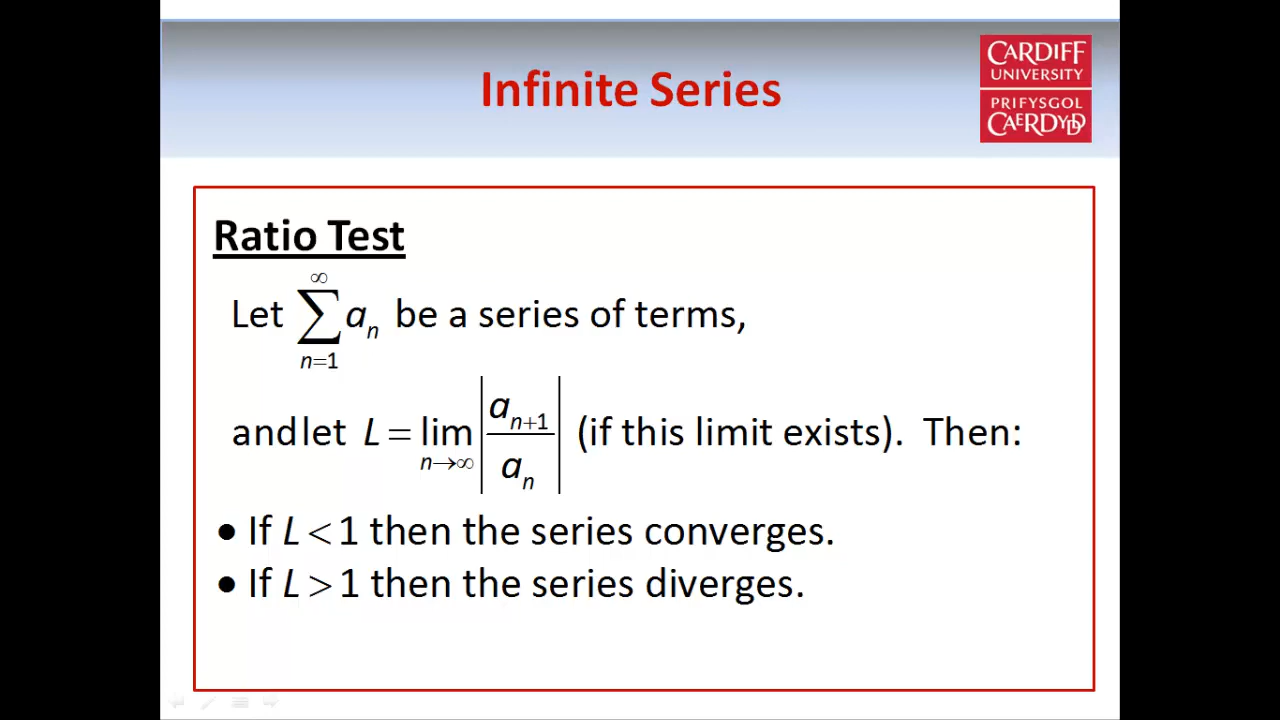 Infinite Series
CARDIFF
UNIVERSITY
PRIFYSGOL
CAERDYDD
Ratio Test
Let ∑_{n=1}^{∞} a_n be a series of terms,
and let L = lim_{n→∞} |a_{n+1}/a_n| (if this limit exists). Then:
• If L < 1 then the series converges.
• If L > 1 then the series diverges.